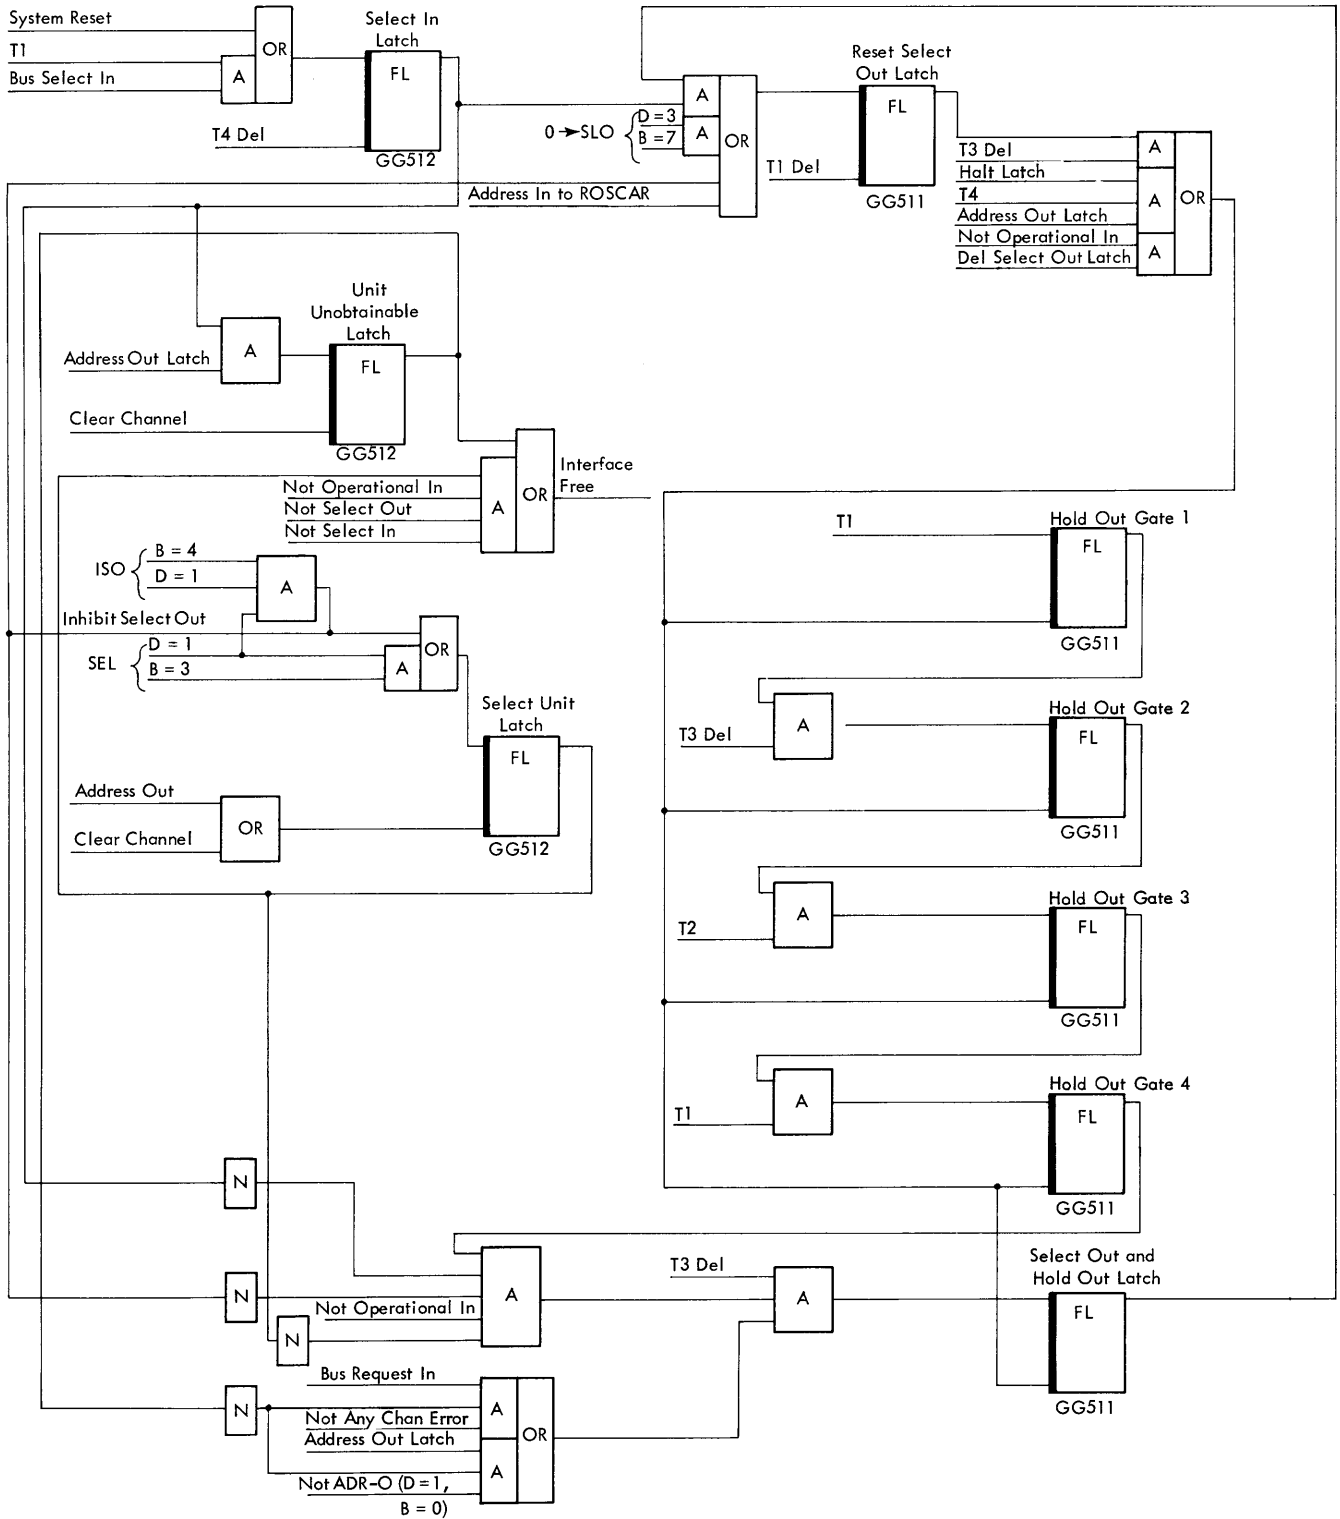 System Reset
T1
Bus Select In
A
OR
T4 Del
Select In
Latch
FL
GG512
0→SLO
D = 3
B = 7
A
A
OR
Address In to ROSCAR
T1 Del
Reset Select
Out Latch
FL
GG511
T3 Del
Halt Latch
T4
Address Out Latch
Not Operational In
Del Select Out Latch
A
A
A
OR
Address Out Latch
A
Clear Channel
Unit
Unobtainable
Latch
FL
GG512
Not Operational In
Not Select Out
Not Select In
A
OR
Interface
Free
ISO
B = 4
D = 1
A
Inhibit Select Out
SEL
D = 1
B = 3
A
OR
Select Unit
Latch
FL
GG512
Address Out
Clear Channel
OR
T1
Hold Out Gate 1
FL
GG511
T3 Del
A
Hold Out Gate 2
FL
GG511
T2
A
Hold Out Gate 3
FL
GG511
T1
A
Hold Out Gate 4
FL
GG511
N
N
Not Operational In
N
A
T3 Del
A
Select Out and
Hold Out Latch
FL
GG511
N
Bus Request In
Not Any Chan Error
Address Out Latch
Not ADR-O (D = 1,
B = 0)
A
A
OR